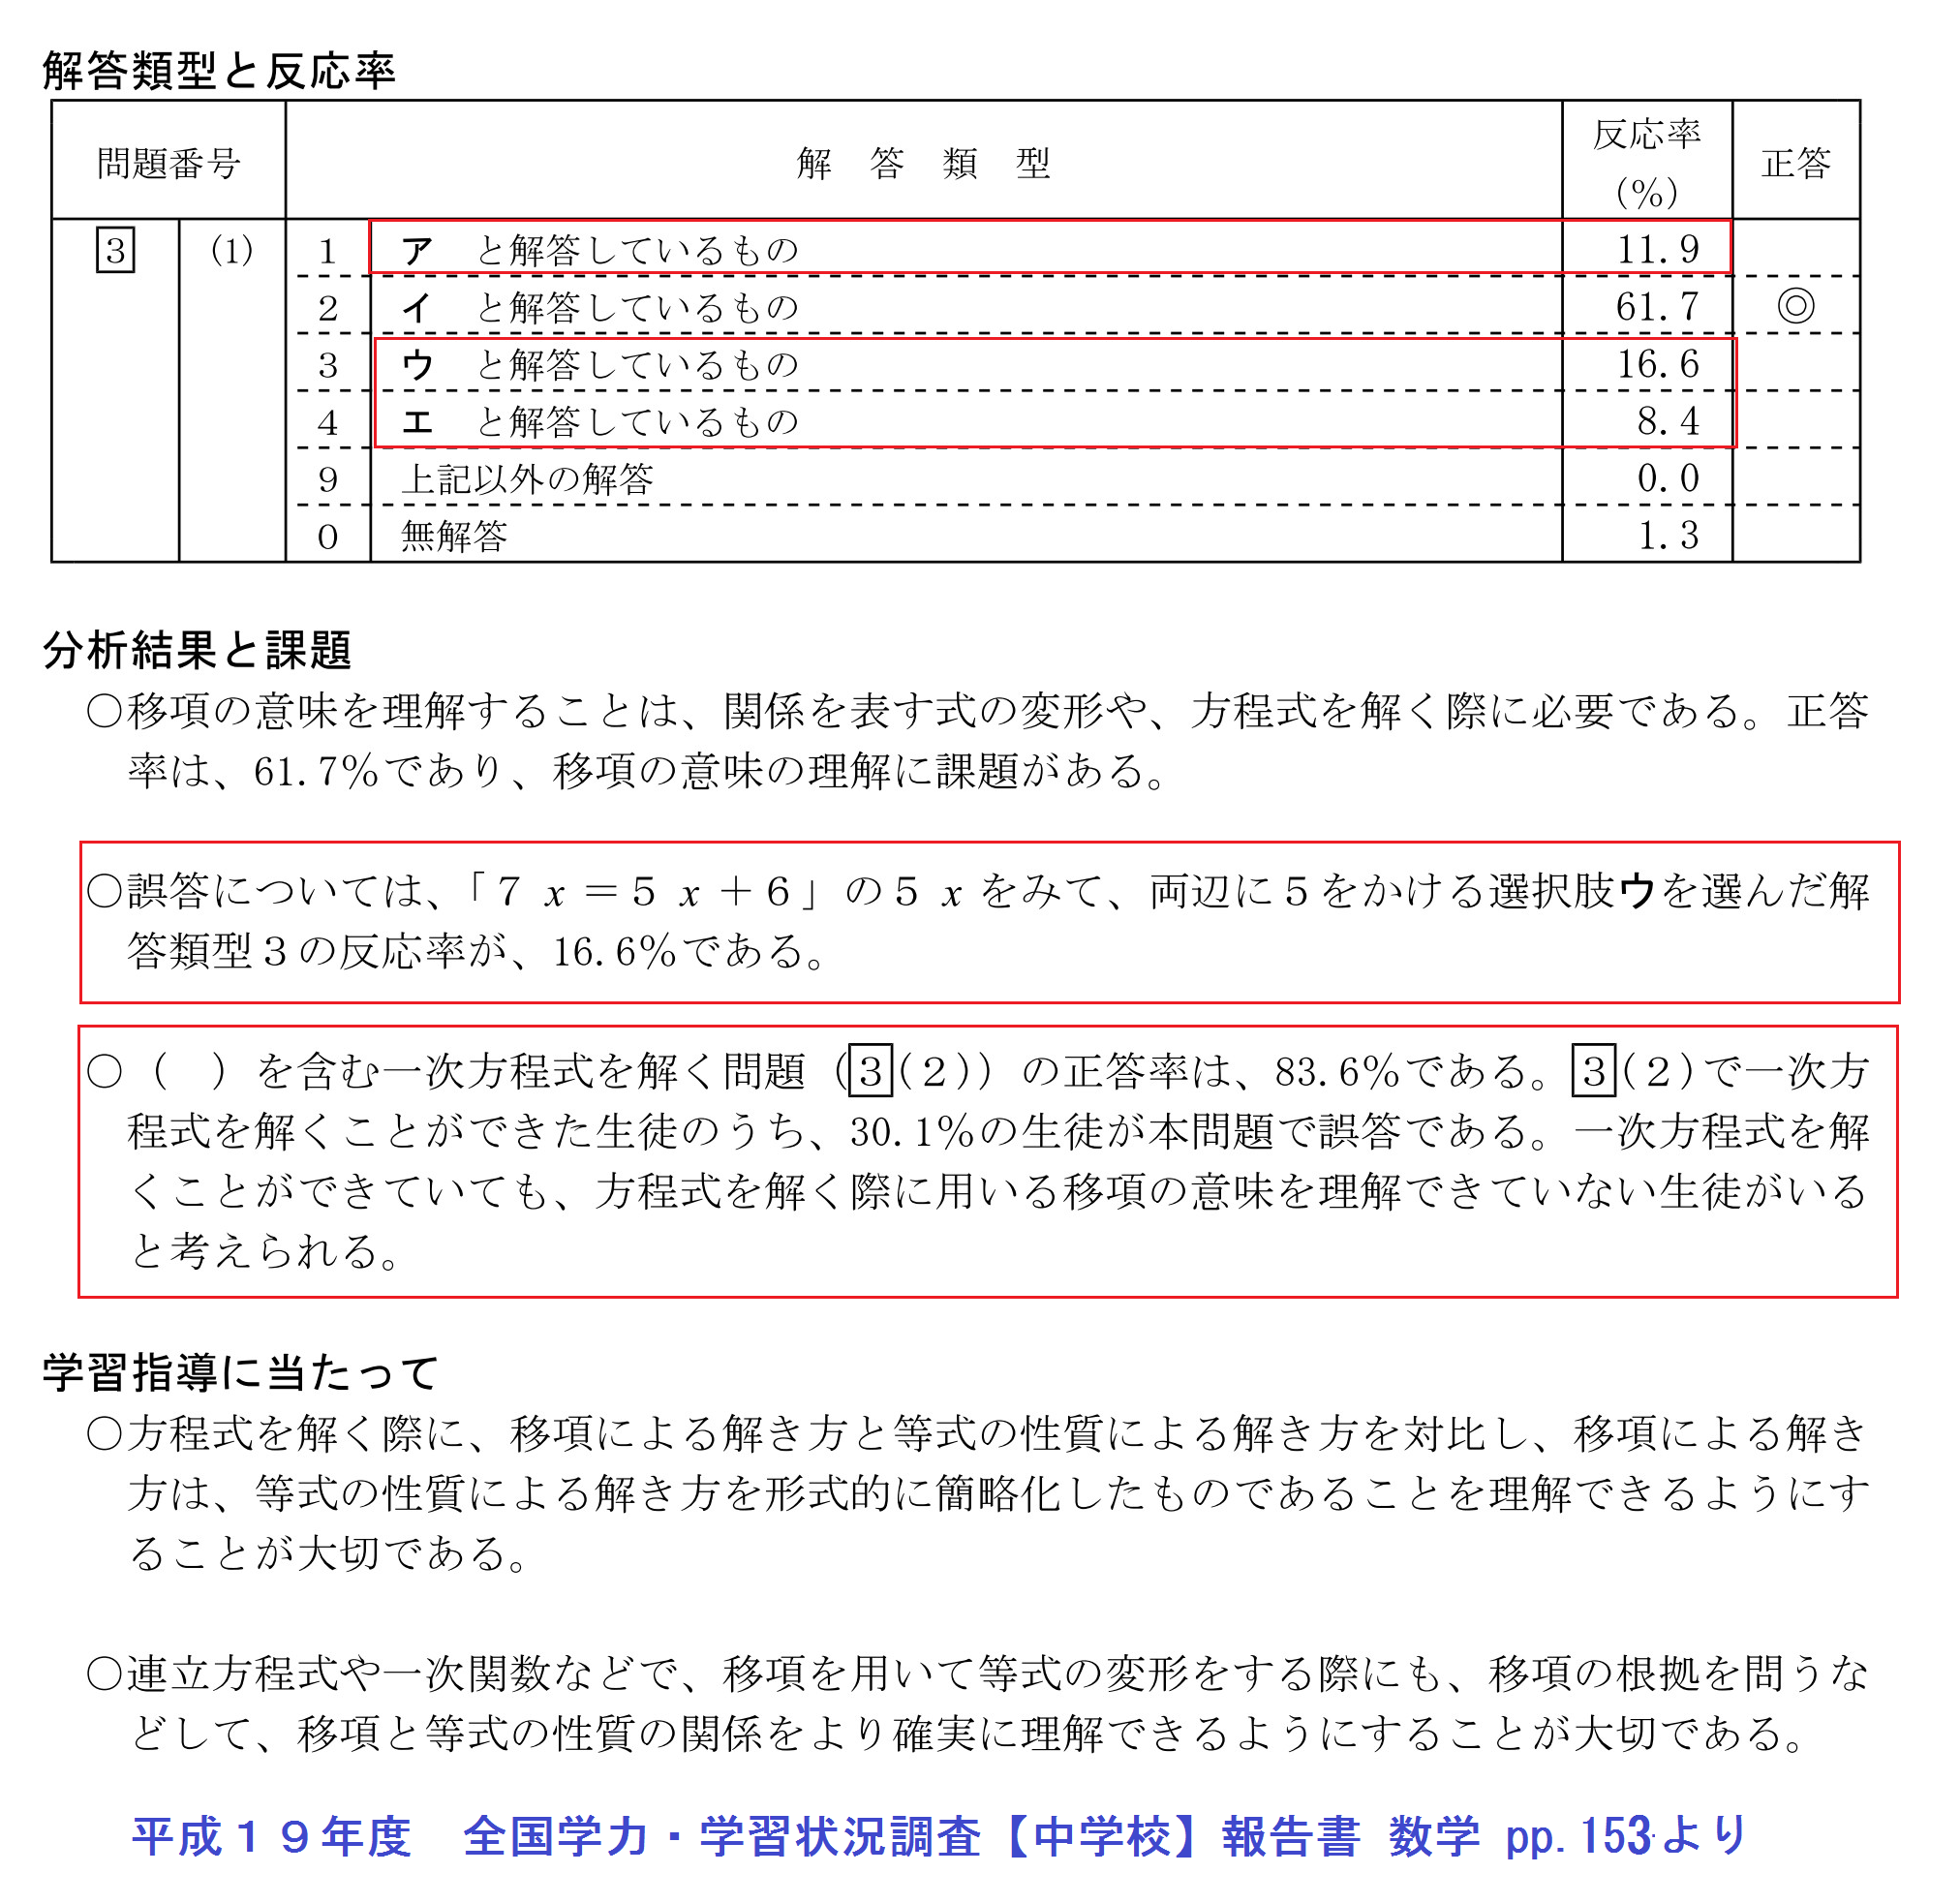 解答類型と反応率
問題番号 解 答 類 型 反応率(%) 正答
3 (1) 1 ア と解答しているもの 11.9
2 イ と解答しているもの 61.7 ◎
3 ウ と解答しているもの 16.6
4 エ と解答しているもの 8.4
9 上記以外の解答 0.0
0 無解答 1.3
分析結果と課題
○移項の意味を理解することは、関係を表す式の変形や、方程式を解く際に必要である。正答
率は、61.7％であり、移項の意味の理解に課題がある。
○誤答については、「７x＝５x＋６」の５xをみて、両辺に５をかける選択肢ウを選んだ解
答類型３の反応率が、16.6％である。
○（　）を含む一次方程式を解く問題（3(２)）の正答率は、83.6％である。3(２)で一次方
程式を解くことができた生徒のうち、30.1％の生徒が本問題で誤答である。一次方程式を解
くことができていても、方程式を解く際に用いる移項の意味を理解できていない生徒がいる
と考えられる。
学習指導に当たって
○方程式を解く際に、移項による解き方と等式の性質による解き方を対比し、移項による解き
方は、等式の性質による解き方を形式的に簡略化したものであることを理解できるようにす
ることが大切である。
○連立方程式や一次関数などで、移項を用いて等式の変形をする際にも、移項の根拠を問うな
どして、移項と等式の性質の関係をより確実に理解できるようにすることが大切である。
平成１９年度　全国学力・学習状況調査【中学校】報告書 数学 pp.153より